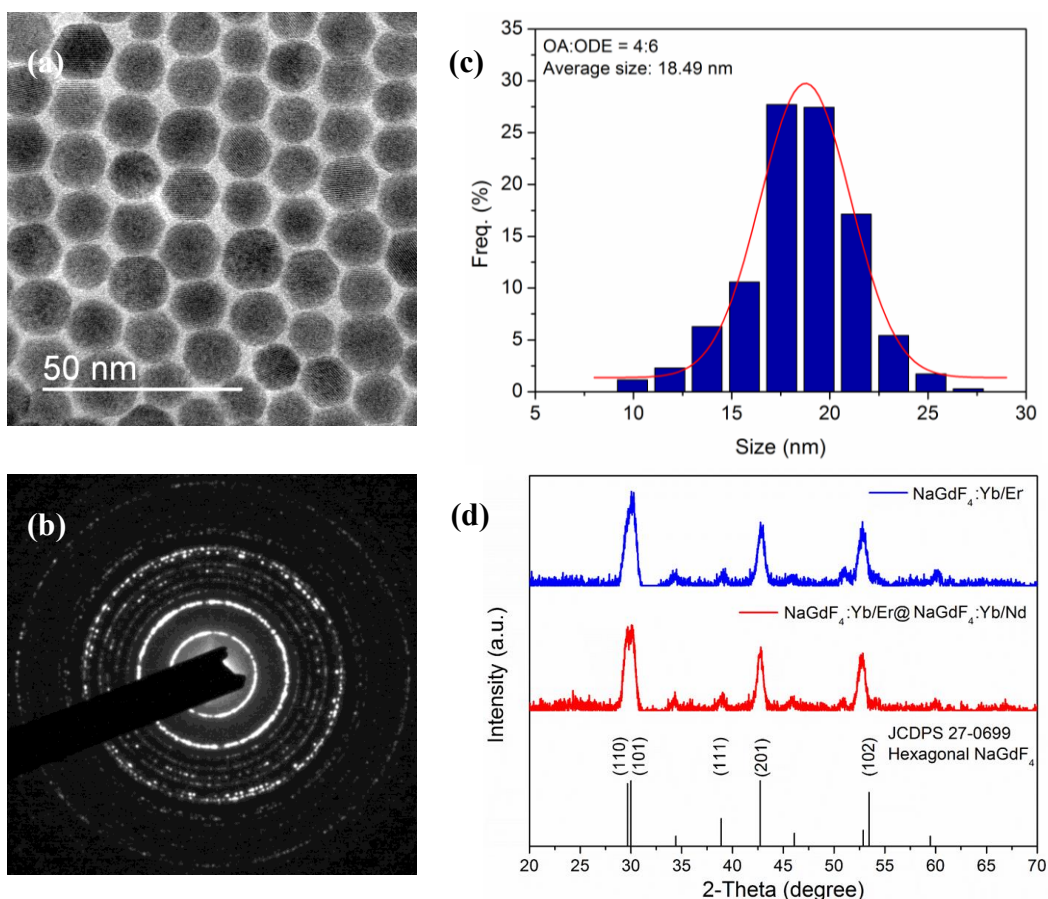 (a)
50 nm
(b)
(c)
OA:ODE = 4:6
Average size: 18.49 nm
35
30
25
20
15
10
5
0
Freq. (%)
5 10 15 20 25 30
Size (nm)
(d)
NaGdF₄:Yb/Er
NaGdF₄:Yb/Er@NaGdF₄:Yb/Nd
JCDPS 27-0699
Hexagonal NaGdF₄
(110) (101) (111) (201) (102)
Intensity (a.u.)
20 25 30 35 40 45 50 55 60 65 70
2-Theta (degree)